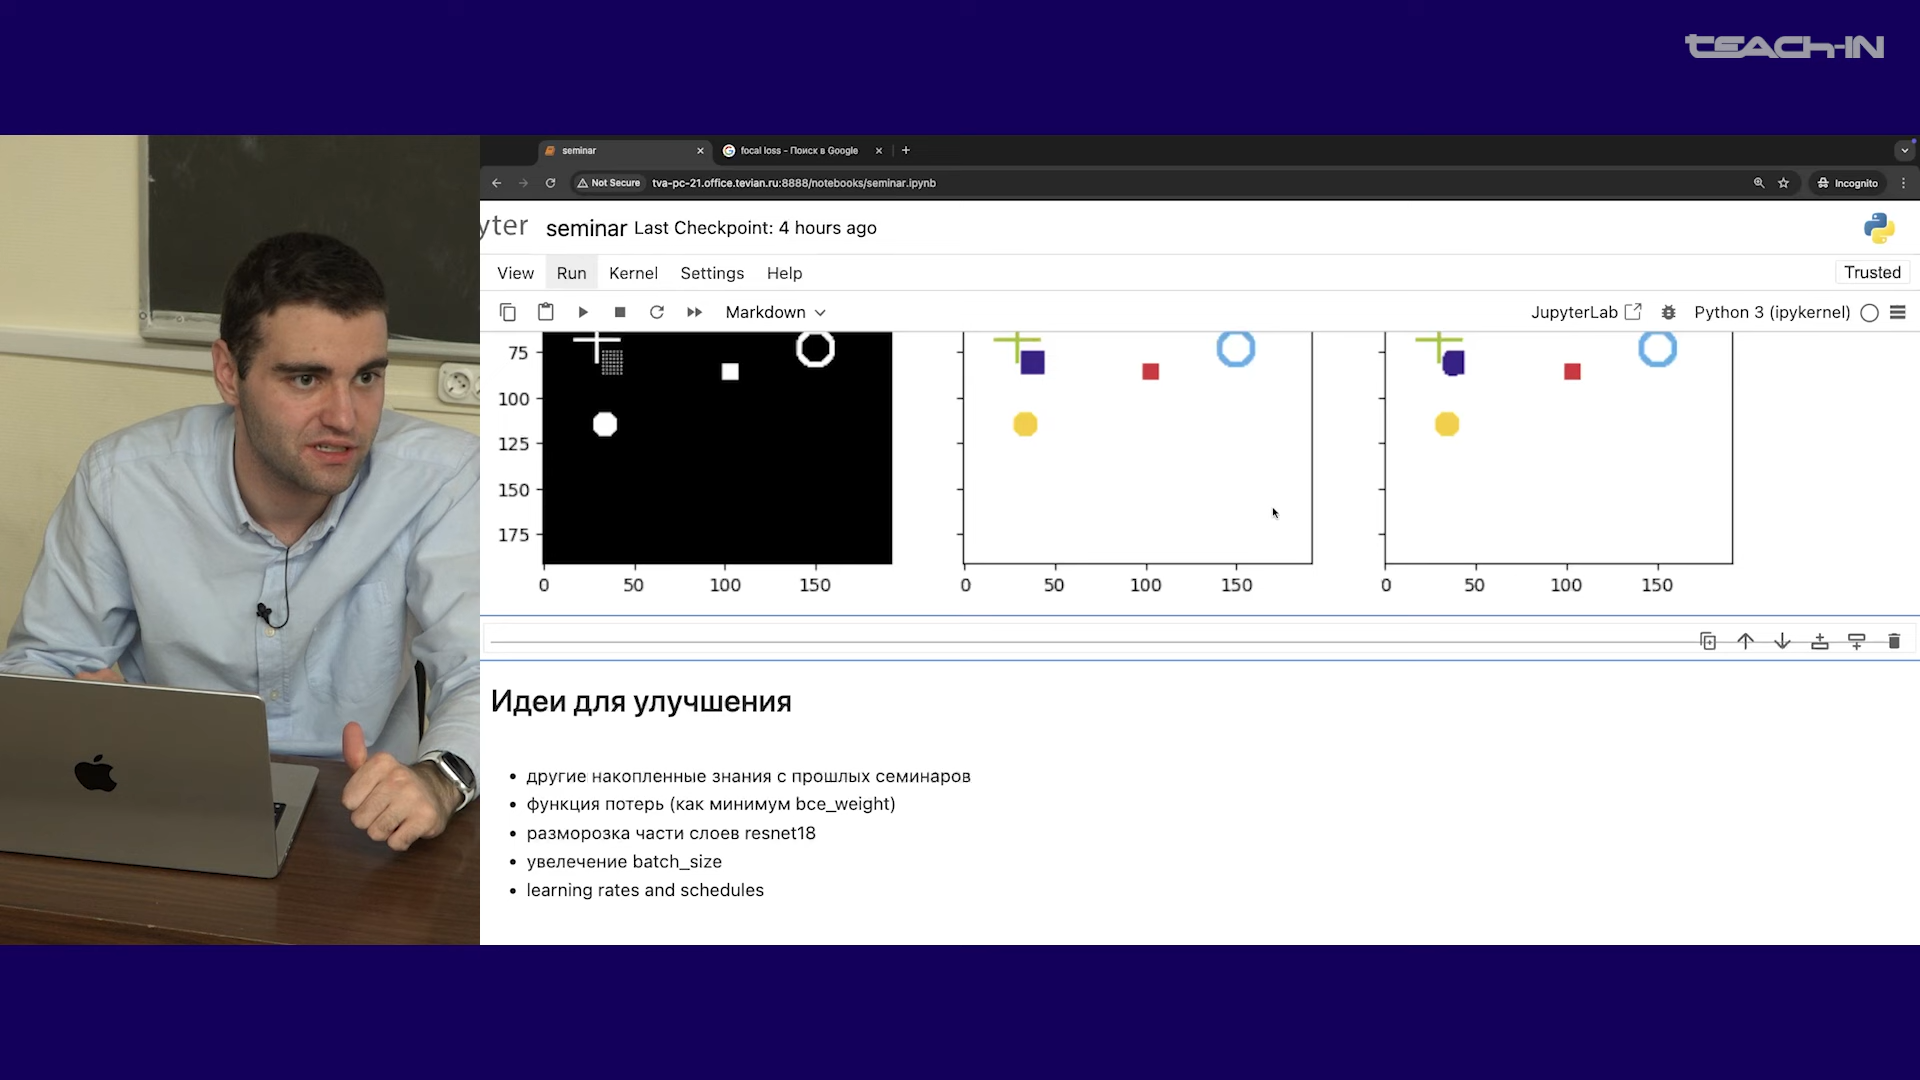 teach-in
seminar
focal loss - Поиск в Google
Not Secure
tva-pc-21.office.tevian.ru:8888/notebooks/seminar.ipynb
Incognito
yter
seminar Last Checkpoint: 4 hours ago
View Run Kernel Settings Help
Trusted
Markdown
JupyterLab
Python 3 (ipykernel)
75
100
125
150
175
0 50 100 150
0 50 100 150
0 50 100 150
Идеи для улучшения
• другие накопленные знания с прошлых семинаров
• функция потерь (как минимум bce_weight)
• разморозка части слоев resnet18
• увелечение batch_size
• learning rates and schedules